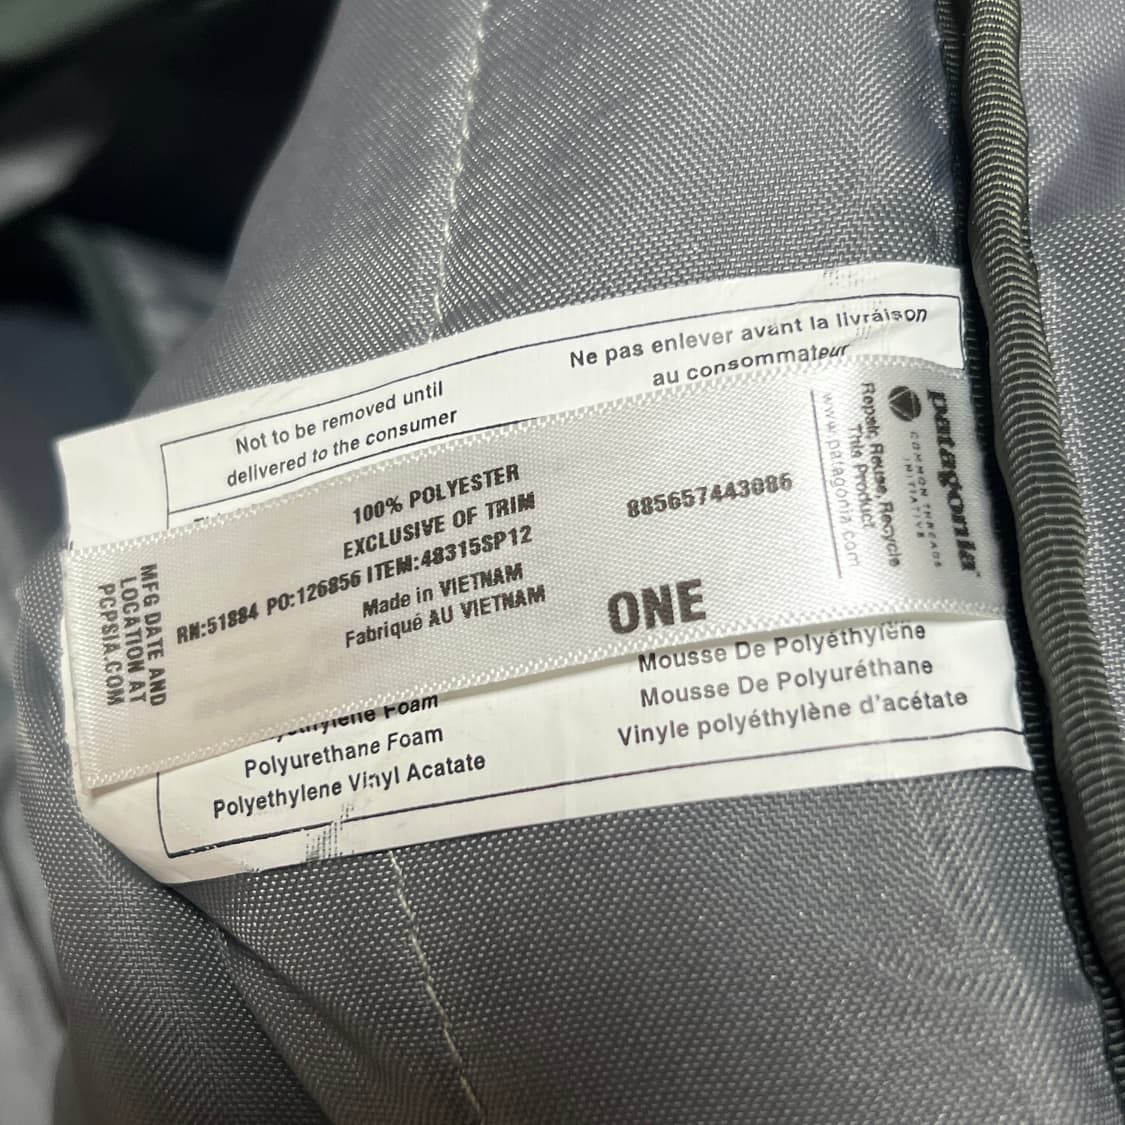 Not to be removed until
delivered to the consumer
Ne pas enlever avant la livraison
au consommateur
100% POLYESTER
EXCLUSIVE OF TRIM
RN:51884 PO:126856 ITEM:48315SP12
Made in VIETNAM
Fabriqué AU VIETNAM
885657443086
ONE
MFG DATE AND
LOCATION AT
PCPSIA.COM
patagonia
COMMON THREADS
INITIATIVE
Repair, Reuse, Recycle
This Product
www.patagonia.com
Foam
Polyurethane Foam
Polyethylene Vinyl Acatate
Mousse De Polyéthylène
Mousse De Polyuréthane
Vinyle polyéthylène d'acétate